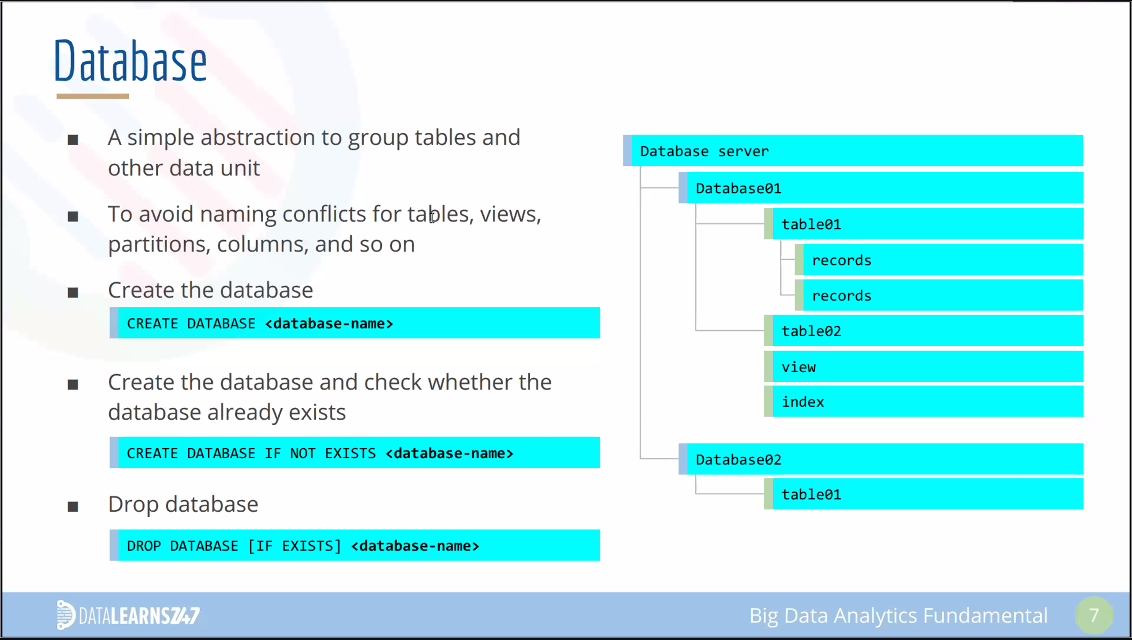 Database
A simple abstraction to group tables and
other data unit
To avoid naming conflicts for tables, views,
partitions, columns, and so on
Create the database
CREATE DATABASE <database-name>
Create the database and check whether the
database already exists
CREATE DATABASE IF NOT EXISTS <database-name>
Drop database
DROP DATABASE [IF EXISTS] <database-name>
Database server
Database01
table01
records
records
table02
view
index
Database02
table01
DATALEARNS247
Big Data Analytics Fundamental
7